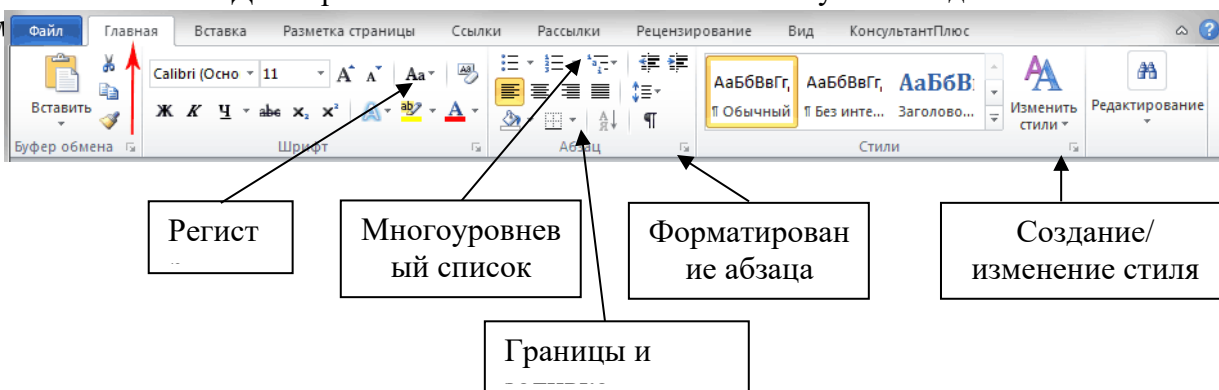 Файл Главная Вставка Разметка страницы Ссылки Рассылки Рецензирование Вид КонсультантПлюс
Calibri (Осно 11 Aa
АаБбВвГг, АаБбВвГг, АаБбВ
Вставить
Ж К Ч abc x₂ x² ab A
¶ Обычный ¶ Без инте... Заголово...
Изменить стили
Редактирование
Буфер обмена Шрифт Абзац Стили
Регист
Многоуровнев
ый список
Форматирован
ие абзаца
Создание/
изменение стиля
Границы и